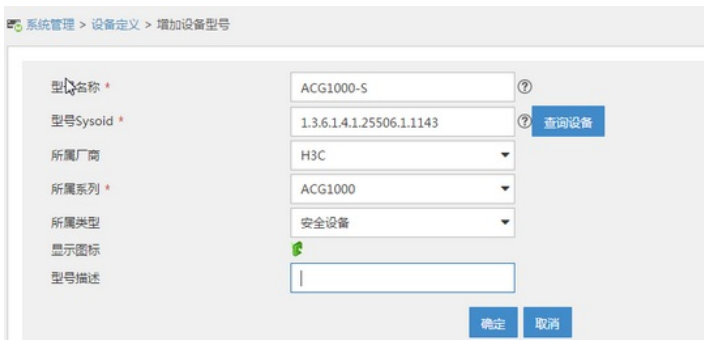 系统管理 > 设备定义 > 增加设备型号
型号名称 * ACG1000-S ?
型号Sysoid * 1.3.6.1.4.1.25506.1.1143 ? 查询设备
所属厂商 H3C
所属系列 * ACG1000
所属类型 安全设备
显示图标
型号描述
确定 取消